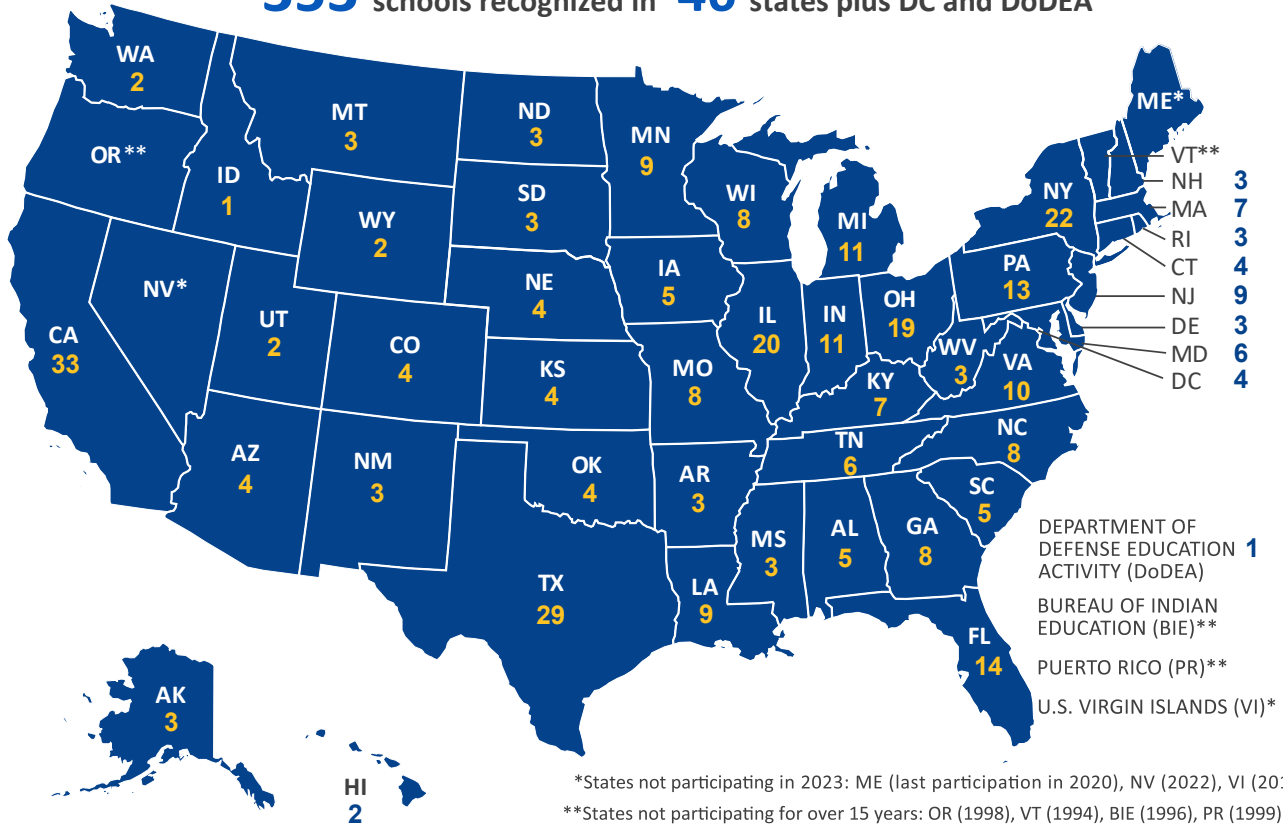 schools recognized in states plus DC and DoDEA
WA
2
OR**
ID
1
MT
3
ND
3
MN
9
SD
3
WY
2
WI
8
MI
11
NY
22
ME*
VT**
NH 3
MA 7
RI 3
CT 4
NJ 9
DE 3
MD 6
DC 4
CA
33
NV*
UT
2
CO
4
NE
4
IA
5
KS
4
MO
8
IL
20
IN
11
OH
19
PA
13
WV
3
VA
10
KY
7
TN
6
NC
8
SC
5
AZ
4
NM
3
OK
4
AR
3
TX
29
LA
9
MS
3
AL
5
GA
8
FL
14
AK
3
HI
2
DEPARTMENT OF
DEFENSE EDUCATION 1
ACTIVITY (DoDEA)
BUREAU OF INDIAN
EDUCATION (BIE)**
PUERTO RICO (PR)**
U.S. VIRGIN ISLANDS (VI)*
*States not participating in 2023: ME (last participation in 2020), NV (2022), VI (201
**States not participating for over 15 years: OR (1998), VT (1994), BIE (1996), PR (1999)